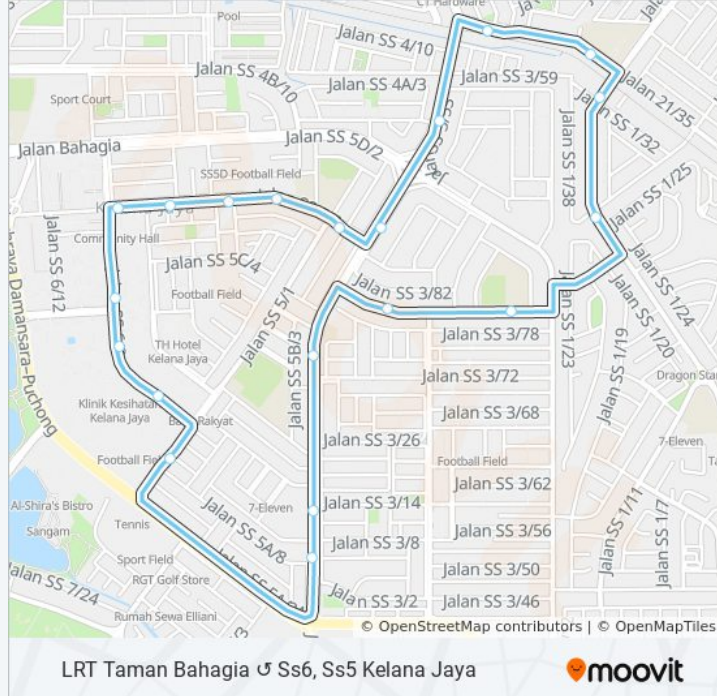 CT Hardware
Pool
Jalan SS 4/10
Jalan SS 4B/10
Jalan SS 4A/3
Jalan SS 3/59
Sport Court
Jalan 21/35
Jalan SS 1/32
Jalan Bahagia
Jalan SS 5D/2
Jalan SS 1/38
SS5D Football Field
Jalan SS 1/25
Jalan SS 6/12
Community Hall
Jalan SS 5C/4
Football Field
Jalan SS 5/1
Jalan SS 3/82
Jalan SS 1/24
Jalan SS 1/20
Jalan SS 3/78
Jalan SS 1/23
Jalan SS 1/19
TH Hotel
Kelana Jaya
Jalan SS 5B/3
Jalan SS 3/72
Dragon Star
Damansara-Puchong
Klinik Kesihatan
Kelana Jaya
Rakyat
Jalan SS 3/68
Jalan SS 3/26
7-Eleven
Football Field
Football Field
Jalan SS 3/62
Al-Shira's Bistro
Sangam
7-Eleven
Jalan SS 3/14
Jalan SS 1/11
Jalan SS 1/7
Tennis
Jalan SS 5A/8
Jalan SS 3/56
Jalan SS 3/8
Sport Field
RGT Golf Store
Jalan SS 3/50
Jalan SS 7/24
Jalan SS 3/2
Jalan SS 3/46
Rumah Sewa Elliani
© OpenStreetMap contributors | © OpenMapTiles
LRT Taman Bahagia ↺ Ss6, Ss5 Kelana Jaya
moovit